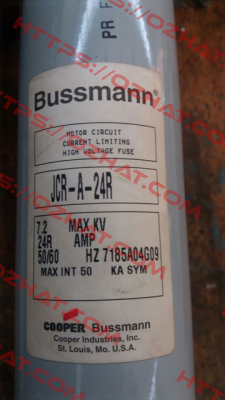 PR F
Bussmann®
MOTOR CIRCUIT
CURRENT LIMITING
HIGH VOLTAGE FUSE
JCR-A-24R
7.2 MAX KV
24R AMP
50/60 HZ 7185A04G09
MAX INT 50 KA SYM
COOPER Bussmann
Cooper Industries, Inc.
St. Louis, Mo. U.S.A.
HTTPS://OZHAT.COM